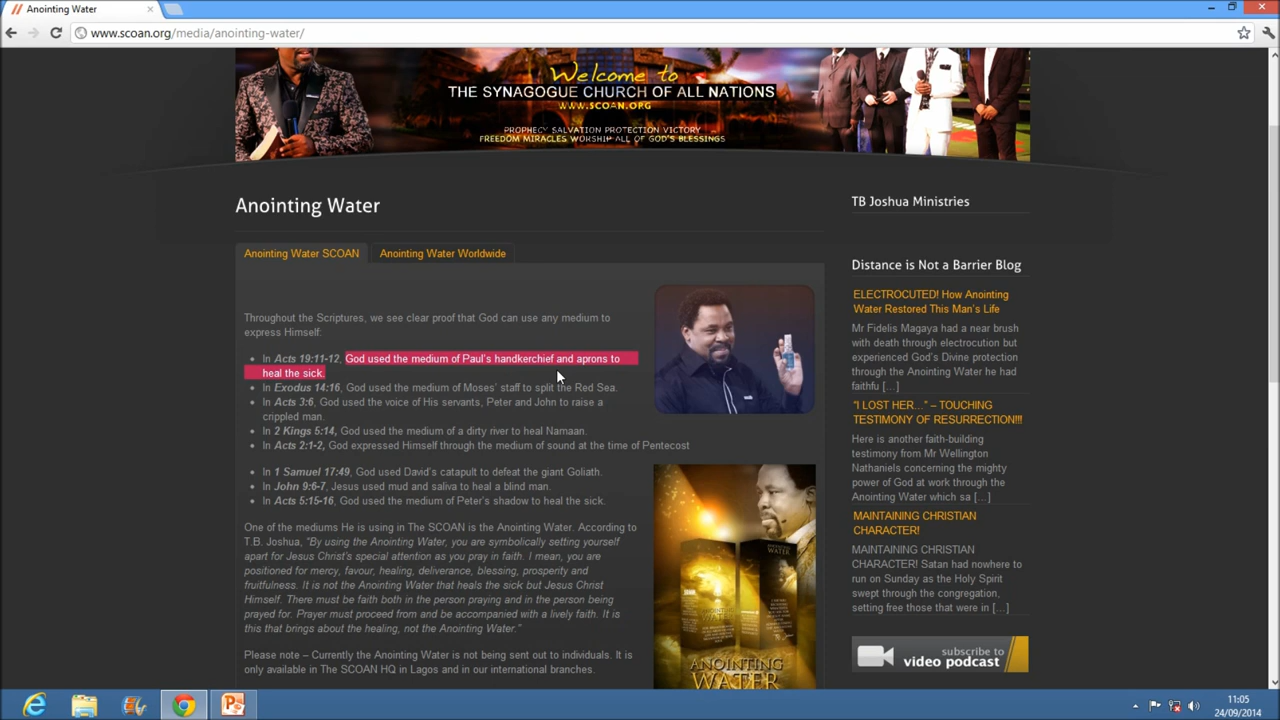 Anointing Water
www.scoan.org/media/anointing-water/
Welcome to
THE SYNAGOGUE CHURCH OF ALL NATIONS
WWW.SCOAN.ORG
PROPHECY SALVATION PROTECTION VICTORY
FREEDOM MIRACLES WORSHIP ALL OF GOD'S BLESSINGS
Anointing Water
Anointing Water SCOAN
Anointing Water Worldwide
Throughout the Scriptures, we see clear proof that God can use any medium to
express Himself:
In Acts 19:11-12, God used the medium of Paul's handkerchief and aprons to
heal the sick.
In Exodus 14:16, God used the medium of Moses' staff to split the Red Sea.
In Acts 3:6, God used the voice of His servants, Peter and John to raise a
crippled man.
In 2 Kings 5:14, God used the medium of a dirty river to heal Namaan.
In Acts 2:1-2, God expressed Himself through the medium of sound at the time of Pentecost
In 1 Samuel 17:49, God used David's catapult to defeat the giant Goliath.
In John 9:6-7, Jesus used mud and saliva to heal a blind man.
In Acts 5:15-16, God used the medium of Peter's shadow to heal the sick.
One of the mediums He is using in The SCOAN is the Anointing Water. According to
T.B. Joshua, "By using the Anointing Water, you are symbolically setting yourself
apart for Jesus Christ's special attention as you pray in faith. I mean, you are
positioned for mercy, favour, healing, deliverance, blessing, prosperity and
fruitfulness. It is not the Anointing Water that heals the sick but Jesus Christ
Himself. There must be faith both in the person praying and in the person being
prayed for. Prayer must proceed from and be accompanied with a lively faith. It is
this that brings about the healing, not the Anointing Water."
Please note – Currently the Anointing Water is not being sent out to individuals. It is
only available in The SCOAN HQ in Lagos and in our international branches.
ANOINTING
WATER
TB Joshua Ministries
Distance is Not a Barrier Blog
ELECTROCUTED! How Anointing
Water Restored This Man's Life
Mr Fidelis Magaya had a near brush
with death through electrocution but
experienced God's Divine protection
through the Anointing Water he had
faithfu [...]
"I LOST HER..." – TOUCHING
TESTIMONY OF RESURRECTION!!!
Here is another faith-building
testimony from Mr Wellington
Nathaniels concerning the mighty
power of God at work through the
Anointing Water which sa [...]
MAINTAINING CHRISTIAN
CHARACTER!
MAINTAINING CHRISTIAN
CHARACTER! Satan had nowhere to
run on Sunday as the Holy Spirit
swept through the congregation,
setting free those that were in [...]
subscribe to
video podcast
11:05
24/09/2014